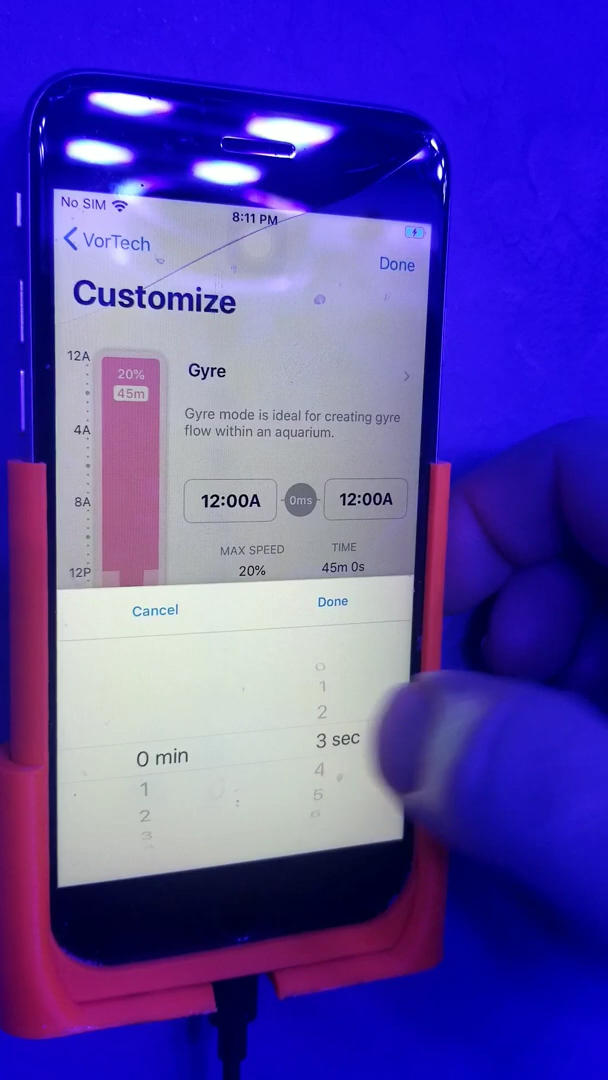 No SIM
8:11 PM
VorTech
Done
Customize
12A
20%
45m
Gyre
Gyre mode is ideal for creating gyre
flow within an aquarium.
4A
8A
12:00A
0ms
12:00A
MAX SPEED
TIME
12P
20%
45m 0s
Cancel
Done
0
1
2
0 min
3 sec
1
4
2
5
3
6